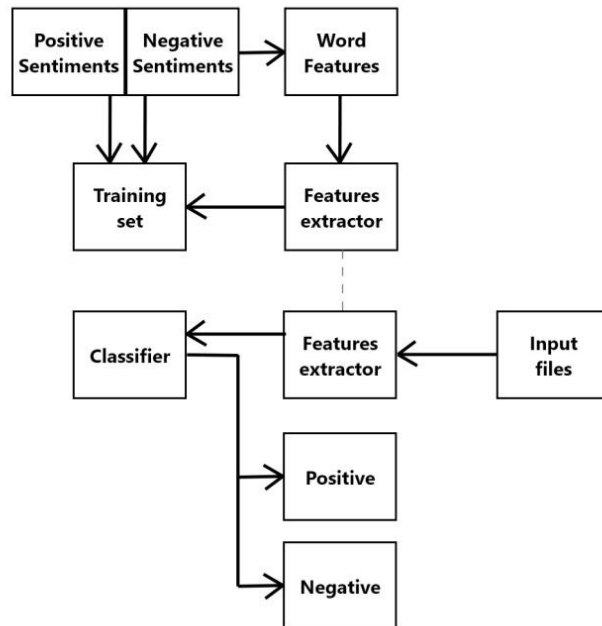 Positive
Sentiments
Negative
Sentiments
Word
Features
Training
set
Features
extractor
Classifier
Features
extractor
Input
files
Positive
Negative